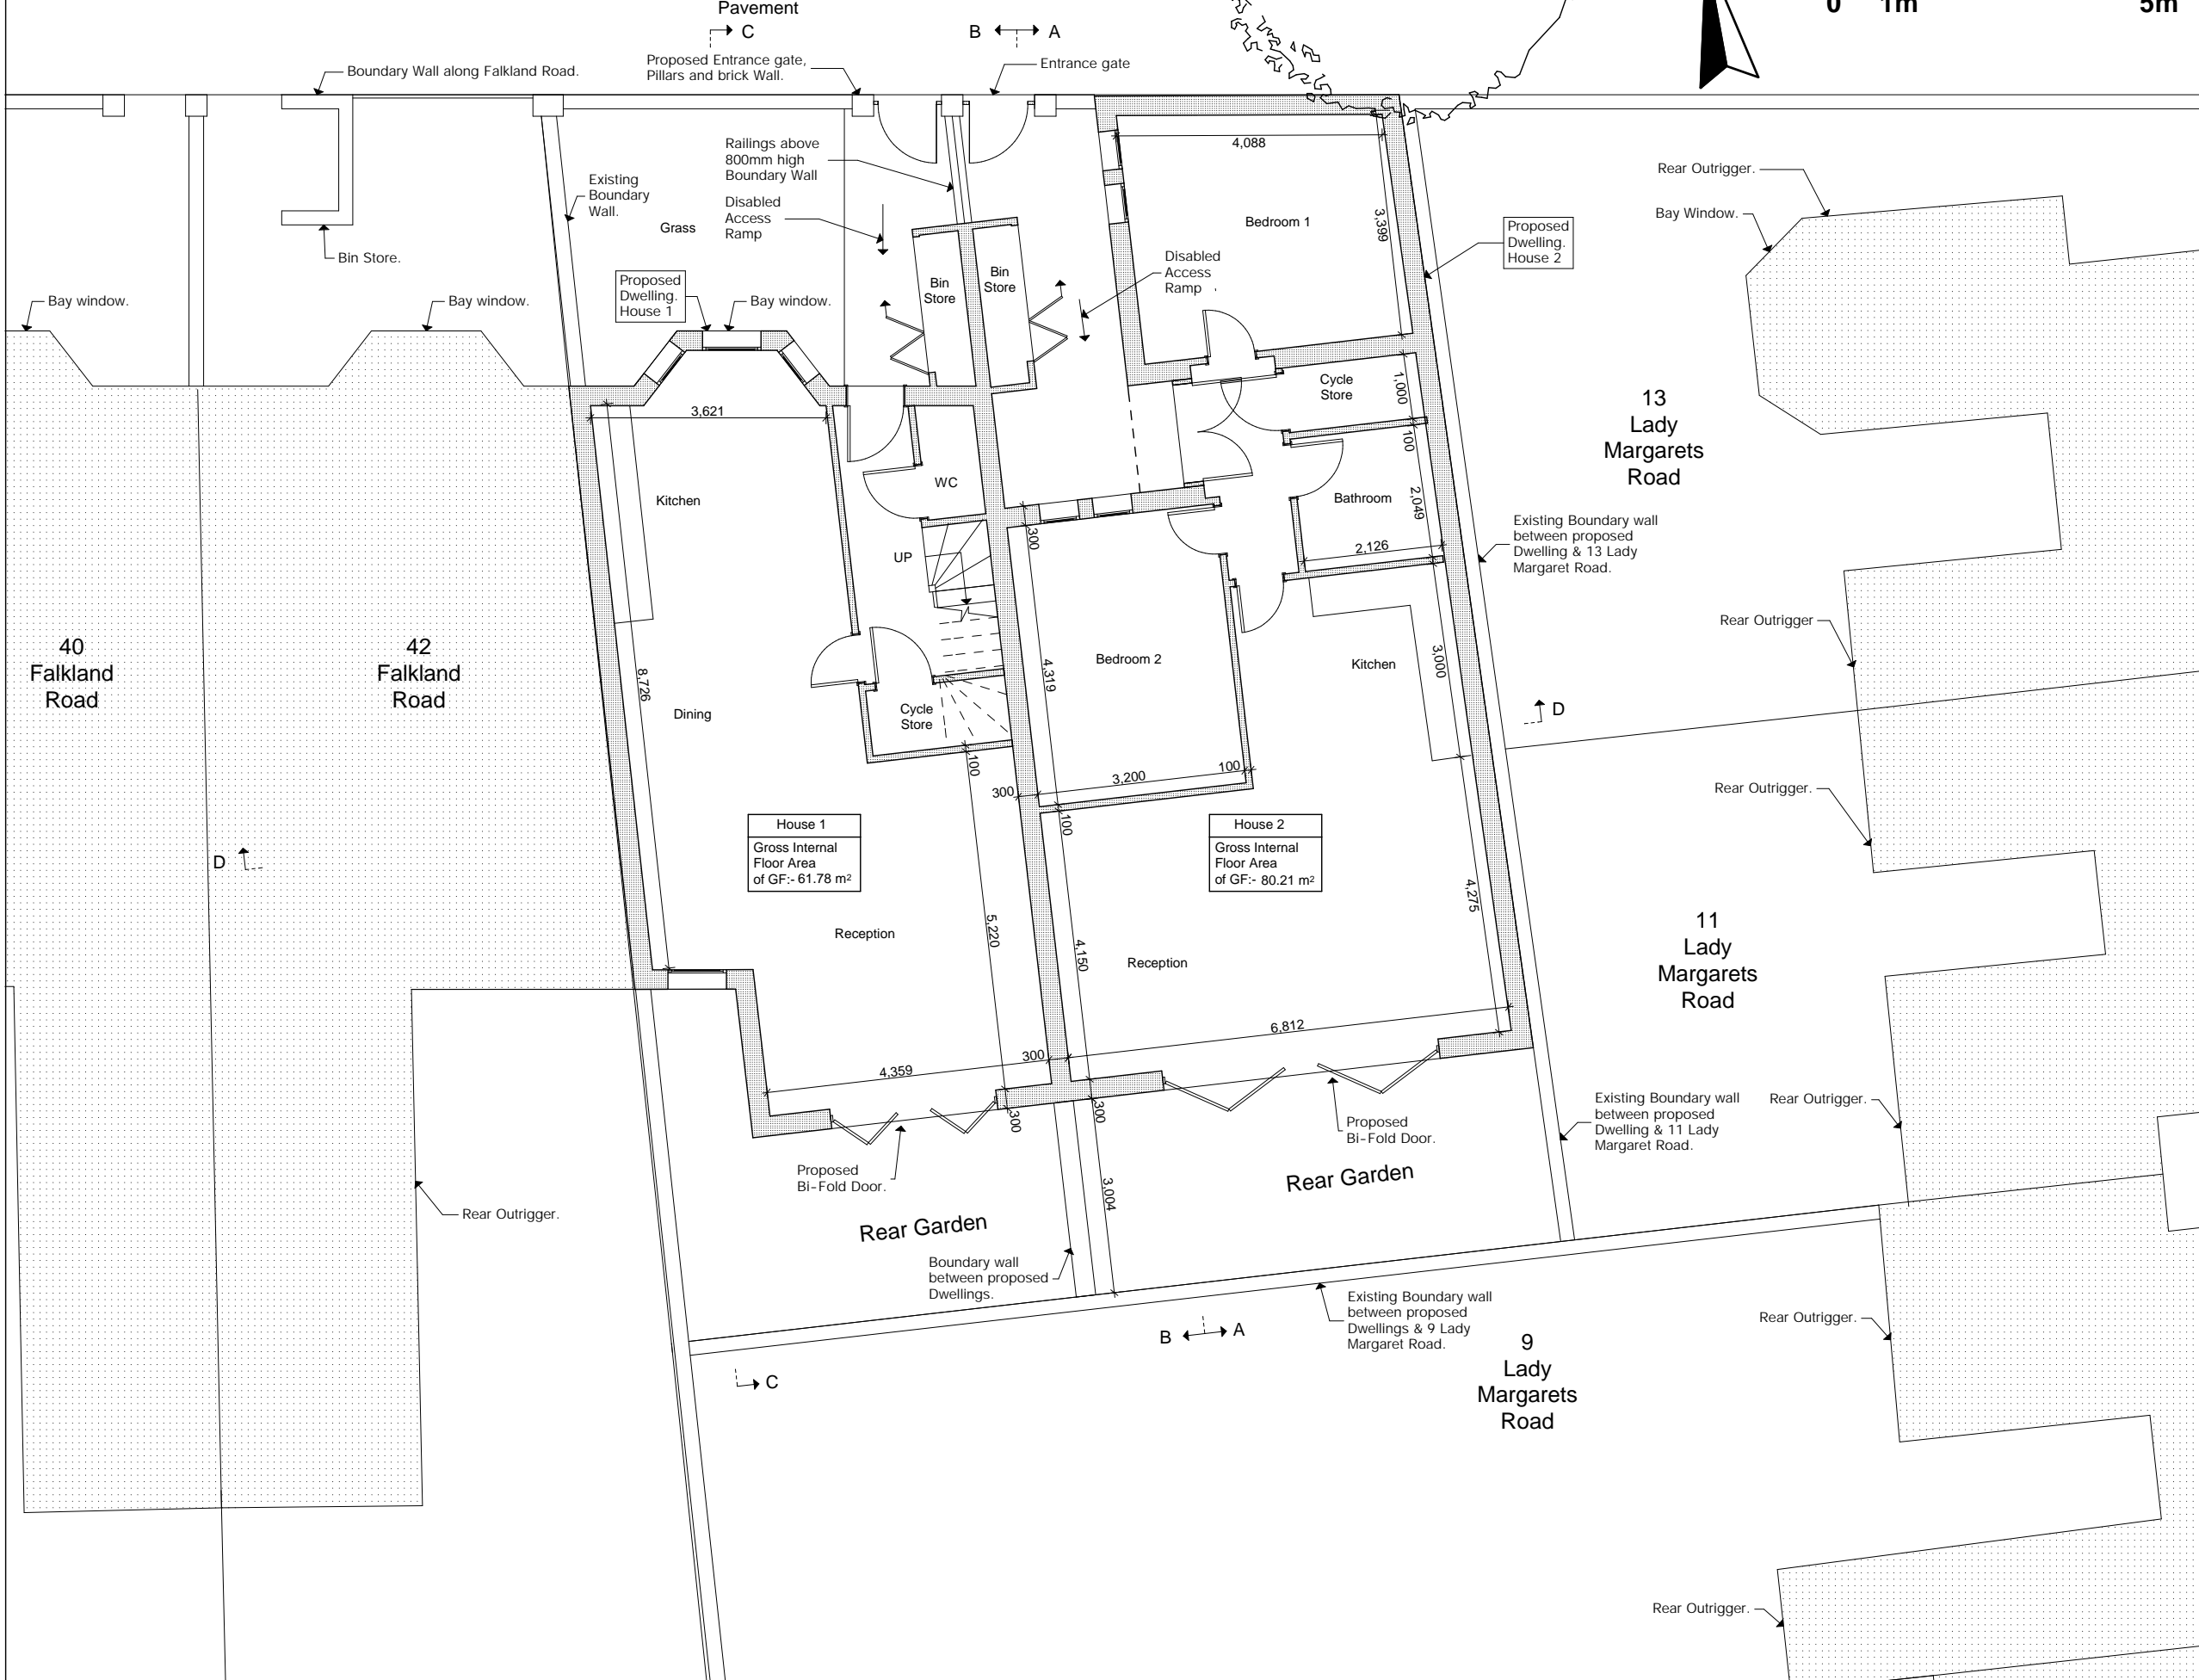 Pavement
C
B
A
0 1m 5m
Boundary Wall along Falkland Road.
Proposed Entrance gate,
Pillars and brick Wall.
Entrance gate
Railings above
800mm high
Boundary Wall
4,088
Rear Outrigger.
Existing
Boundary
Wall.
Grass
Disabled
Access
Ramp
Bedroom 1
3,399
Bay Window.
Proposed
Dwelling.
House 2
Bin Store.
Disabled
Access
Ramp
Bin
Store
Bin
Store
Proposed
Dwelling.
House 1
Bay window.
Bay window.
Bay window.
Cycle
Store
1,000
13
Lady
Margarets
Road
3,621
100
Kitchen
WC
Bathroom
2,049
Existing Boundary wall
between proposed
Dwelling & 13 Lady
Margaret Road.
300
UP
2,126
Rear Outrigger
40
Falkland
Road
42
Falkland
Road
8,726
Bedroom 2
4,319
Kitchen
3,000
Dining
Cycle
Store
D
100
3,200
100
300
Rear Outrigger.
100
House 1
Gross Internal
Floor Area
of GF:- 61.78 m²
House 2
Gross Internal
Floor Area
of GF:- 80.21 m²
D
4,275
11
Lady
Margarets
Road
5,220
Reception
4,150
Reception
6,812
300
4,359
300
300
Proposed
Bi-Fold Door.
Existing Boundary wall
between proposed
Dwelling & 11 Lady
Margaret Road.
Rear Outrigger.
Proposed
Bi-Fold Door.
Rear Garden
3,004
Rear Outrigger.
Rear Garden
Boundary wall
between proposed
Dwellings.
Existing Boundary wall
between proposed
Dwellings & 9 Lady
Margaret Road.
B
A
Rear Outrigger.
9
Lady
Margarets
Road
C
Rear Outrigger.